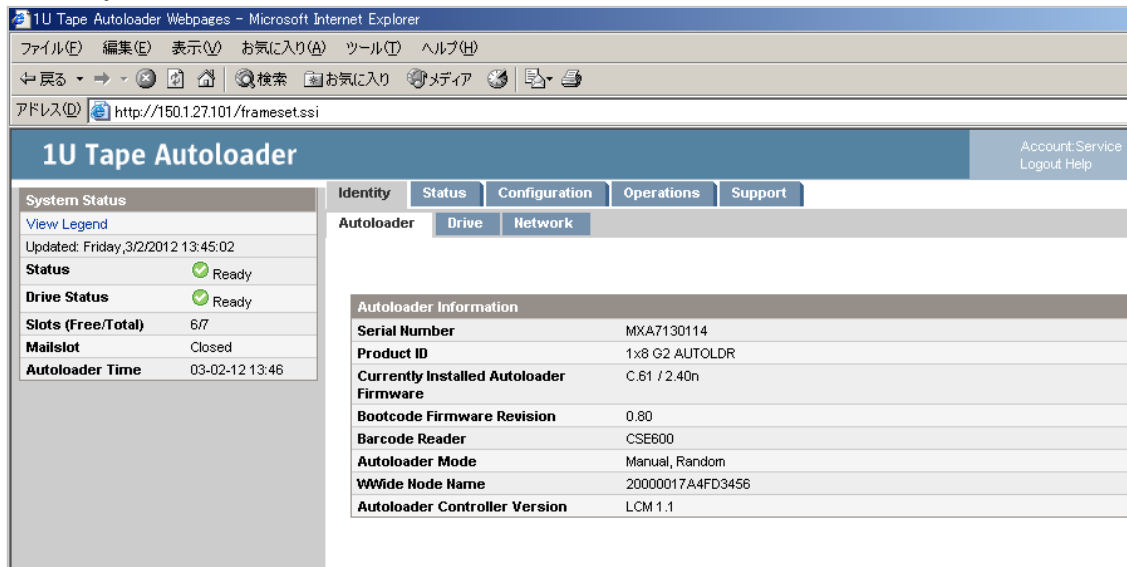 1U Tape Autoloader Webpages - Microsoft Internet Explorer
ファイル(F) 編集(E) 表示(V) お気に入り(A) ツール(T) ヘルプ(H)
戻る 検索 お気に入り メディア
アドレス(D) http://150.1.27.101/frameset.ssi
1U Tape Autoloader
Account:Service
Logout Help
System Status
View Legend
Updated: Friday,3/2/2012 13:45:02
Status Ready
Drive Status Ready
Slots (Free/Total) 6/7
Mailslot Closed
Autoloader Time 03-02-12 13:46
Identity Status Configuration Operations Support
Autoloader Drive Network
Autoloader Information
Serial Number MXA7130114
Product ID 1x8 G2 AUTOLDR
Currently Installed Autoloader Firmware C.61 / 2.40n
Bootcode Firmware Revision 0.80
Barcode Reader CSE600
Autoloader Mode Manual, Random
WWide Node Name 20000017A4FD3456
Autoloader Controller Version LCM 1.1